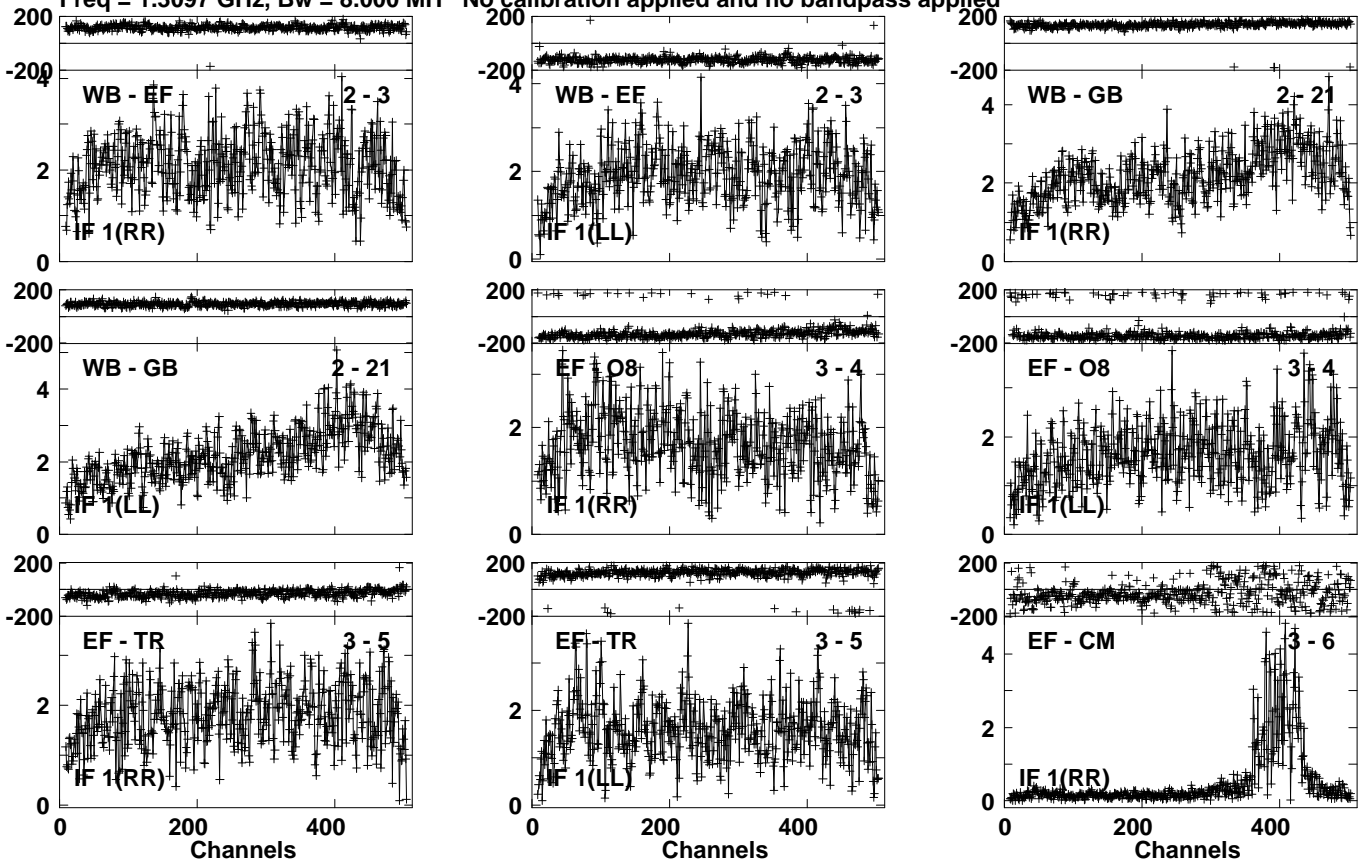 Freq = 1.5097 GHz, Bw = 8.000 MH No calibration applied and no bandpass applied
200 200 200
-200 -200 -200
4 4 4
WB - EF 2 - 3 WB - EF 2 - 3 WB - GB 2 - 21
2 2 2
IF 1(RR) IF 1(LL) IF 1(RR)
0 0 0
200 200 200
-200 -200 -200
WB - GB 2 - 21 EF - O8 3 - 4 EF - O8 3 - 4
4
2 2 2
IF 1(LL) IF 1(RR) IF 1(LL)
0 0 0
200 200 200
-200 -200 -200
EF - TR 3 - 5 EF - TR 3 - 5 EF - CM 3 - 6
4
2 2 2
IF 1(RR) IF 1(LL) IF 1(RR)
0 0 0
0 200 400 0 200 400 0 200 400
Channels Channels Channels